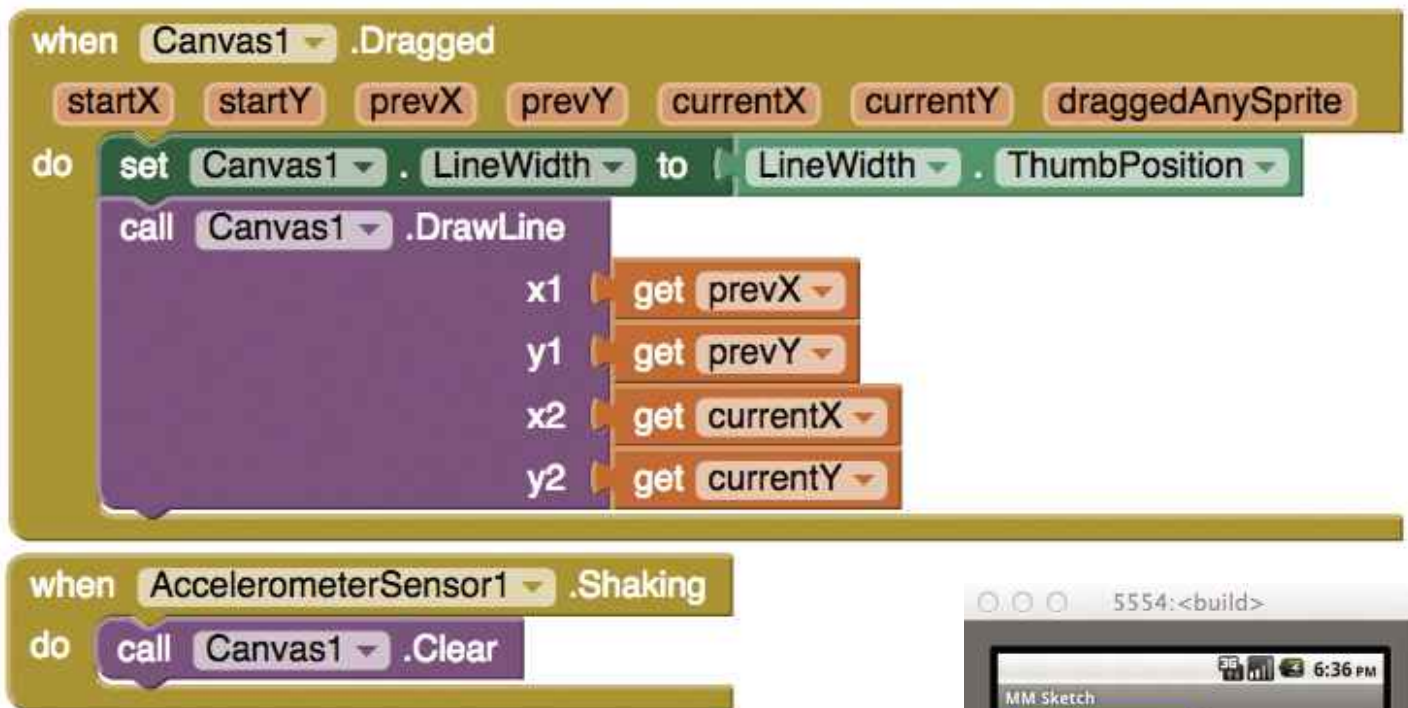 when Canvas1 .Dragged
startX startY prevX prevY currentX currentY draggedAnySprite
do set Canvas1 . LineWidth to LineWidth . ThumbPosition
call Canvas1 .DrawLine
x1 get prevX
y1 get prevY
x2 get currentX
y2 get currentY
when AccelerometerSensor1 .Shaking
do call Canvas1 .Clear
5554:<build>
3G 6:36 PM
MM Sketch